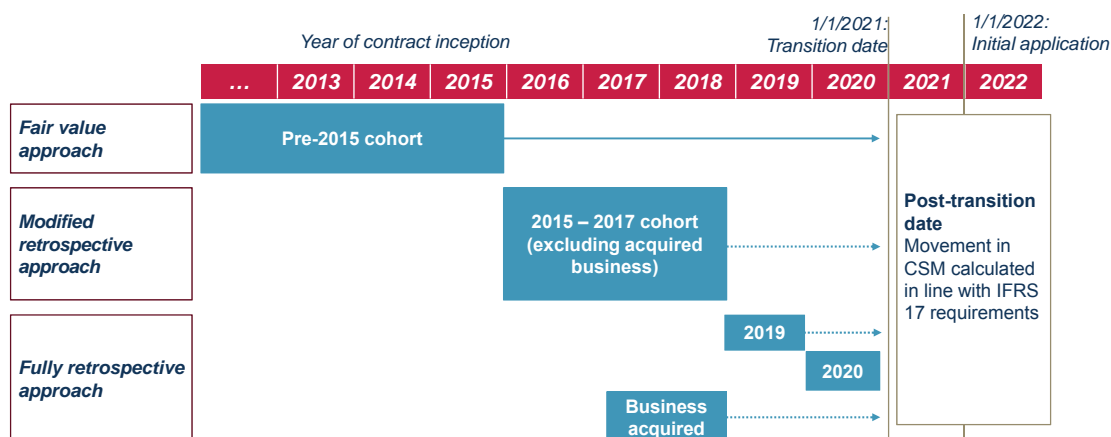 Year of contract inception
1/1/2021:
Transition date
1/1/2022:
Initial application
... 2013 2014 2015 2016 2017 2018 2019 2020 2021 2022
Fair value
approach
Pre-2015 cohort
Modified
retrospective
approach
2015 – 2017 cohort
(excluding acquired
business)
Post-transition
date
Movement in
CSM calculated
in line with IFRS
17 requirements
Fully retrospective
approach
2019
2020
Business
acquired